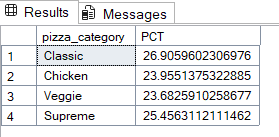 Results Messages
pizza_category PCT
1 Classic 26.9059602306976
2 Chicken 23.9551375322885
3 Veggie 23.6825910258677
4 Supreme 25.4563112111462